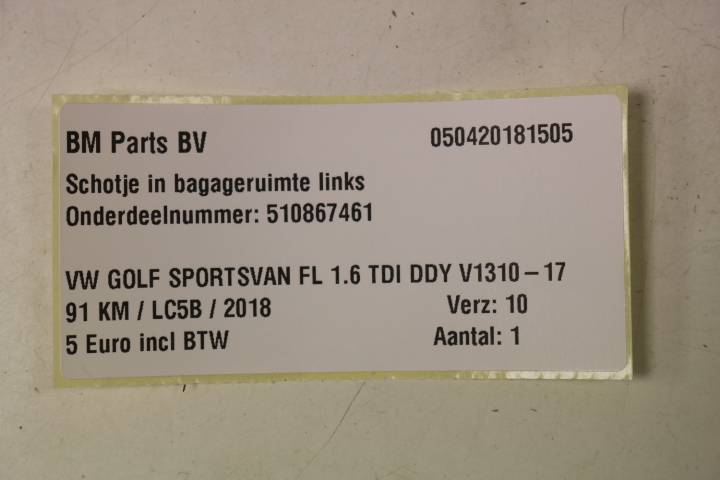 BM Parts BV 050420181505
Schotje in bagageruimte links
Onderdeelnummer: 510867461
VW GOLF SPORTSVAN FL 1.6 TDI DDY V1310 – 17
91 KM / LC5B / 2018 Verz: 10
5 Euro incl BTW Aantal: 1